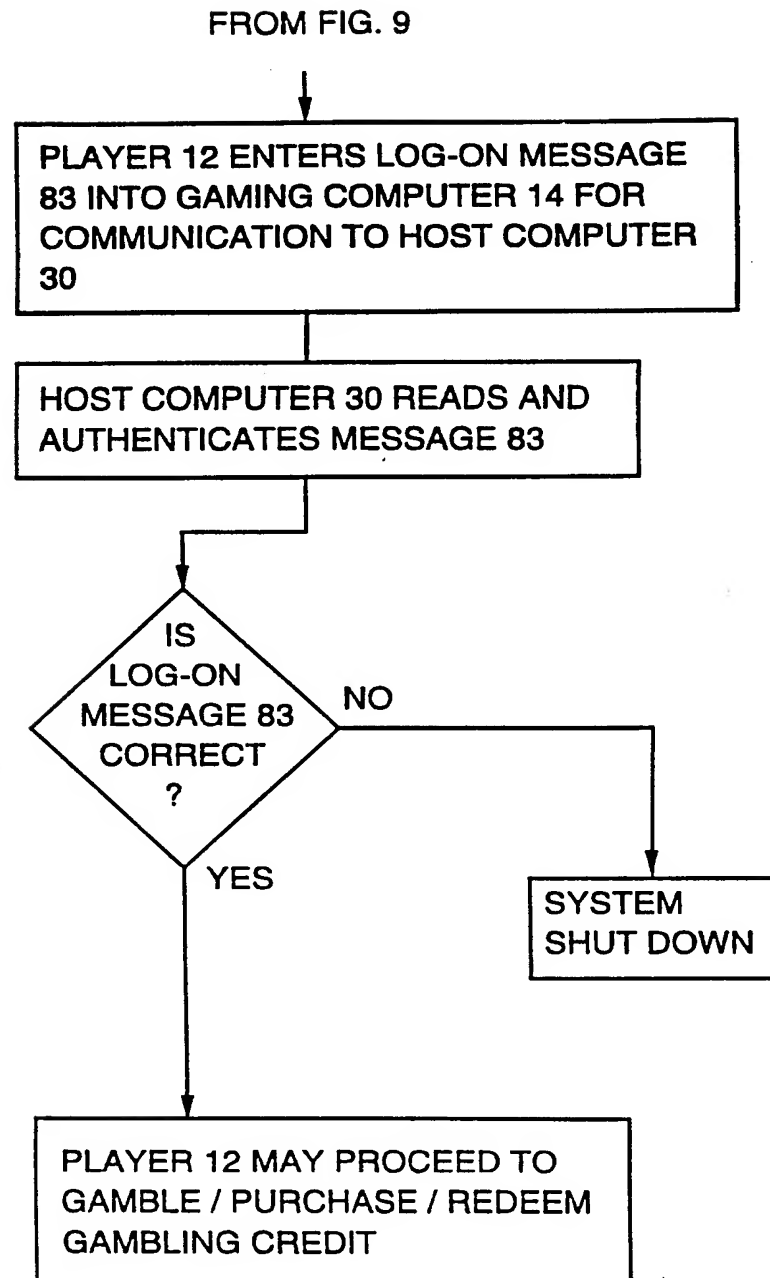 FROM FIG. 9
PLAYER 12 ENTERS LOG-ON MESSAGE
83 INTO GAMING COMPUTER 14 FOR
COMMUNICATION TO HOST COMPUTER
30
HOST COMPUTER 30 READS AND
AUTHENTICATES MESSAGE 83
IS
LOG-ON
MESSAGE 83
CORRECT
?
NO
YES
SYSTEM
SHUT DOWN
PLAYER 12 MAY PROCEED TO
GAMBLE / PURCHASE / REDEEM
GAMBLING CREDIT